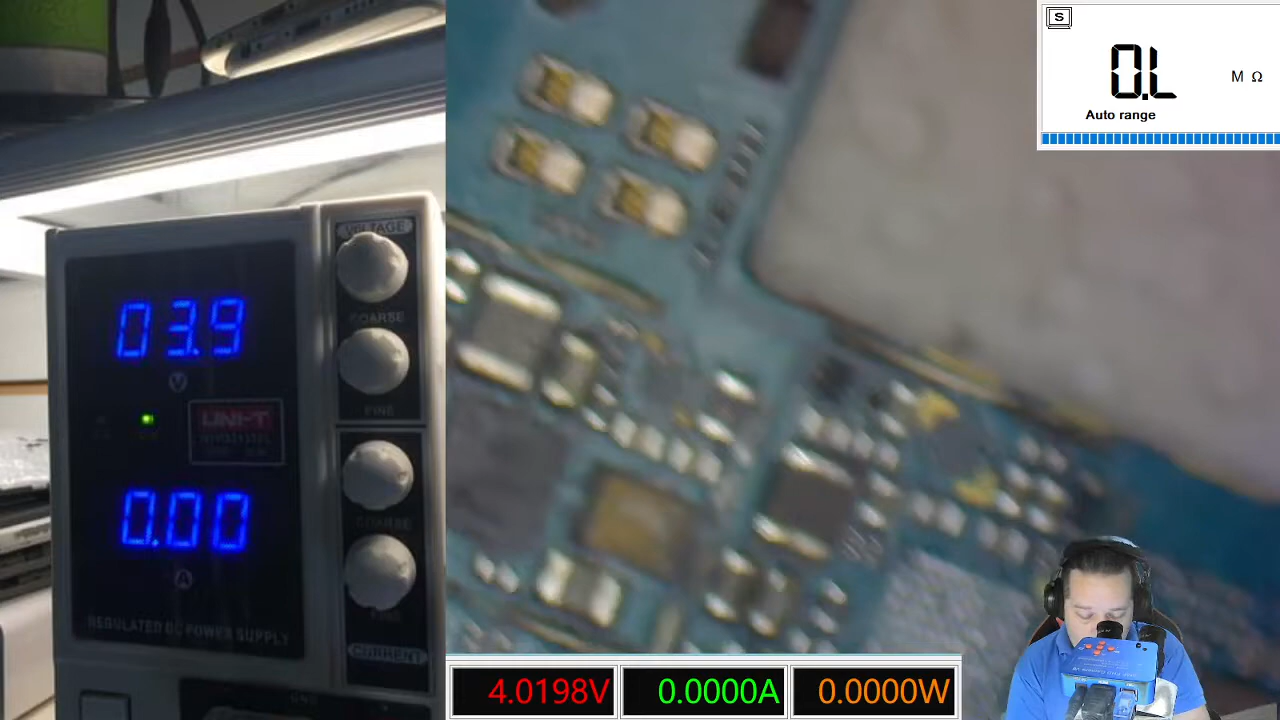 VOLTAGE
COARSE
FINE
03.9
V
UNI-T
0.00
A
COARSE
REGULATED DC POWER SUPPLY
CURRENT
S
0.L
M Ω
Auto range
4.0198V
0.0000A
0.0000W